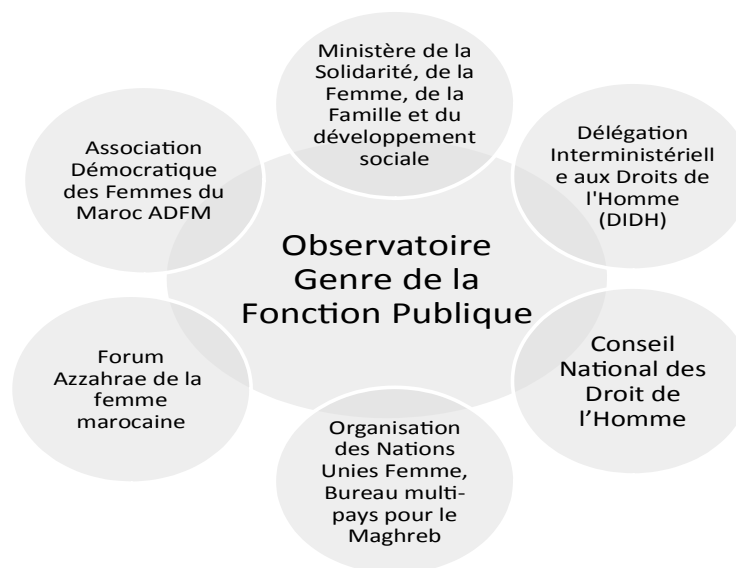 Ministère de la
Solidarité, de la
Femme, de la
Famille et du
développement
sociale
Délégation
Interministériell
e aux Droits de
l'Homme
(DIDH)
Conseil
National des
Droit de
l’Homme
Organisation
des Nations
Unies Femme,
Bureau multi-
pays pour le
Maghreb
Forum
Azzahrae de la
femme
marocaine
Association
Démocratique
des Femmes du
Maroc ADFM
Observatoire
Genre de la
Fonction Publique